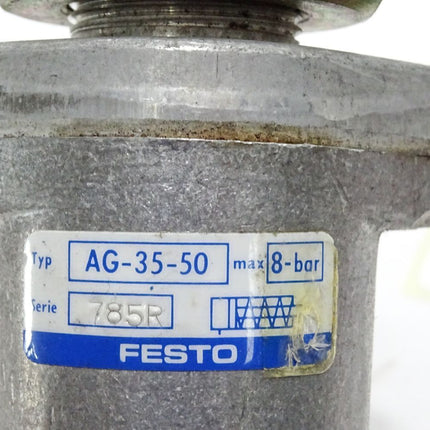 Typ AG-35-50 max 8-bar
Serie 785R
FESTO